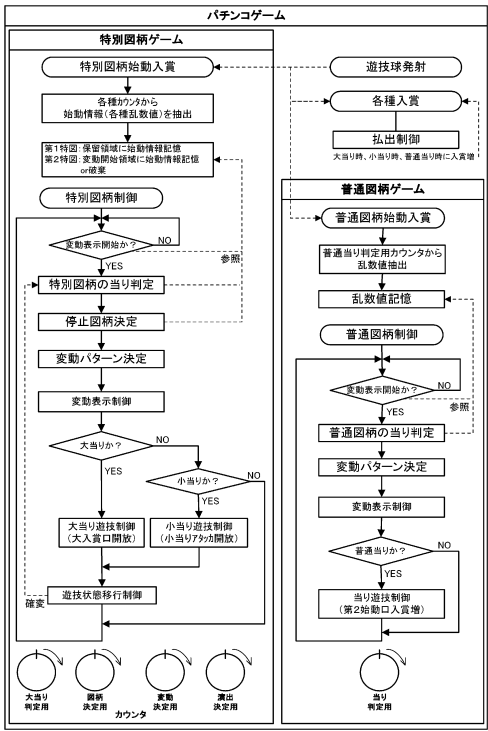 パチンコゲーム
特別図柄ゲーム
特別図柄始動入賞
各種カウンタから
始動情報(各種乱数値)を抽出
第1特図:保留領域に始動情報記憶
第2特図:変動開始領域に始動情報記憶
or破棄
特別図柄制御
変動表示開始か?
NO
参照
YES
特別図柄の当り判定
停止図柄決定
変動パターン決定
変動表示制御
大当りか?
NO
YES
小当りか?
NO
YES
大当り遊技制御
(大入賞口開放)
小当り遊技制御
(小当りアタッカ開放)
確変
遊技状態移行制御
大当り
判定用
図柄
決定用
変動
決定用
演出
決定用
カウンタ
遊技球発射
各種入賞
払出制御
大当り時、小当り時、普通当り時に入賞増
普通図柄ゲーム
普通図柄始動入賞
普通当り判定用カウンタから
乱数値抽出
乱数値記憶
普通図柄制御
変動表示開始か?
NO
参照
YES
普通図柄の当り判定
変動パターン決定
変動表示制御
普通当りか?
NO
YES
当り遊技制御
(第2始動口入賞増)
当り
判定用